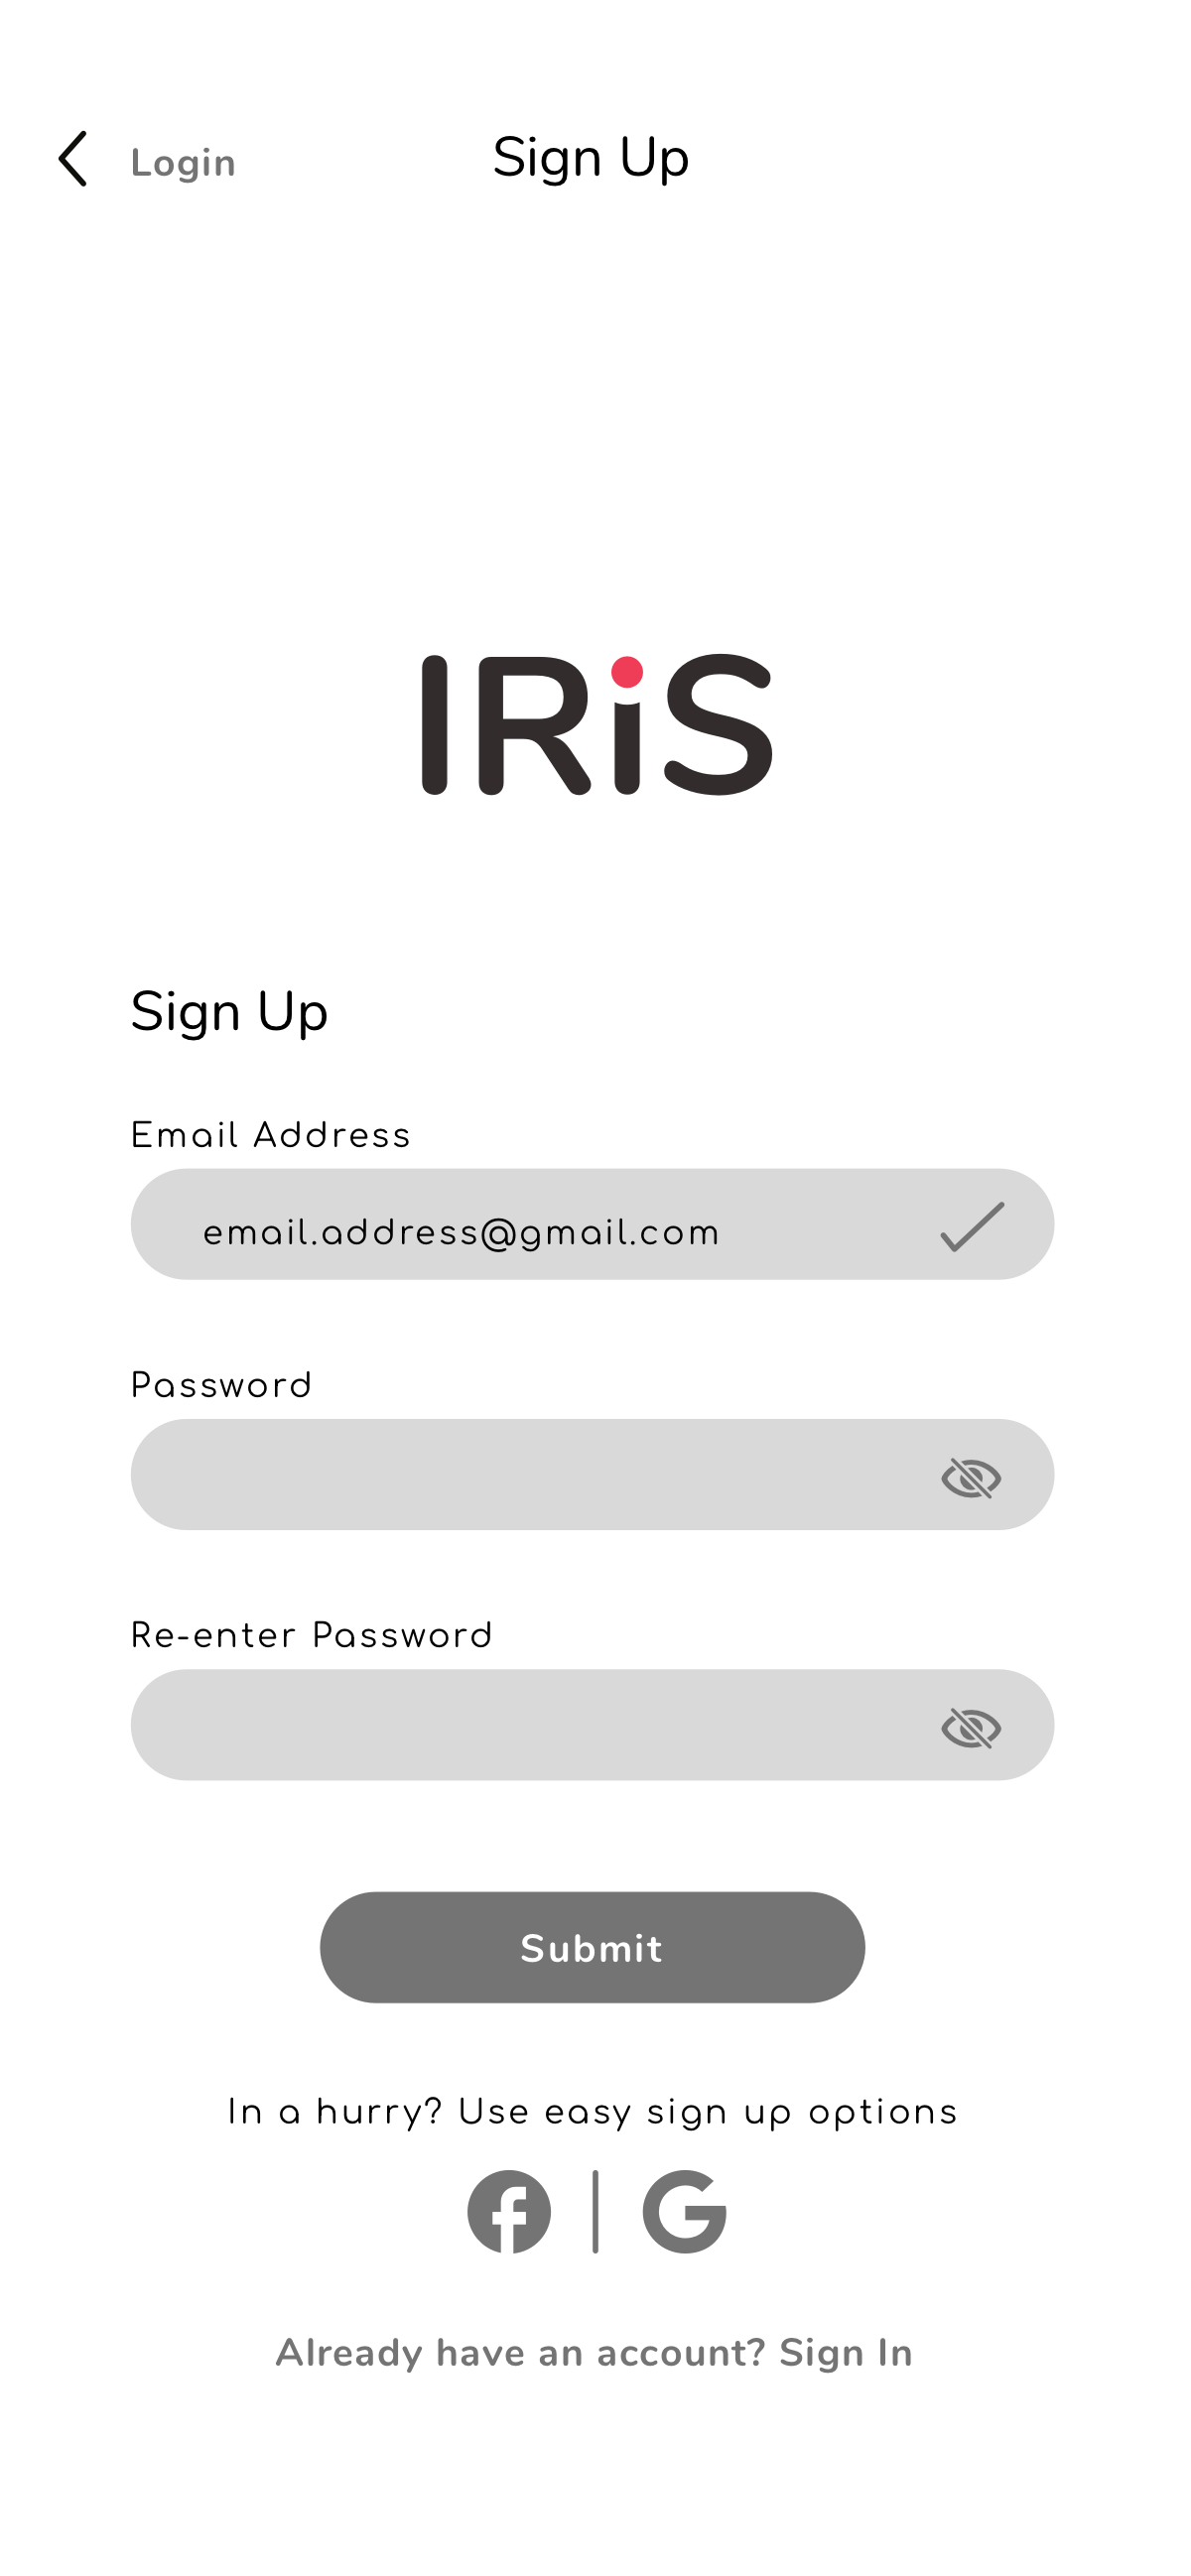 Login
Sign Up
IRiS
Sign Up
Email Address
email.address@gmail.com
Password
Re-enter Password
Submit
In a hurry? Use easy sign up options
Already have an account? Sign In